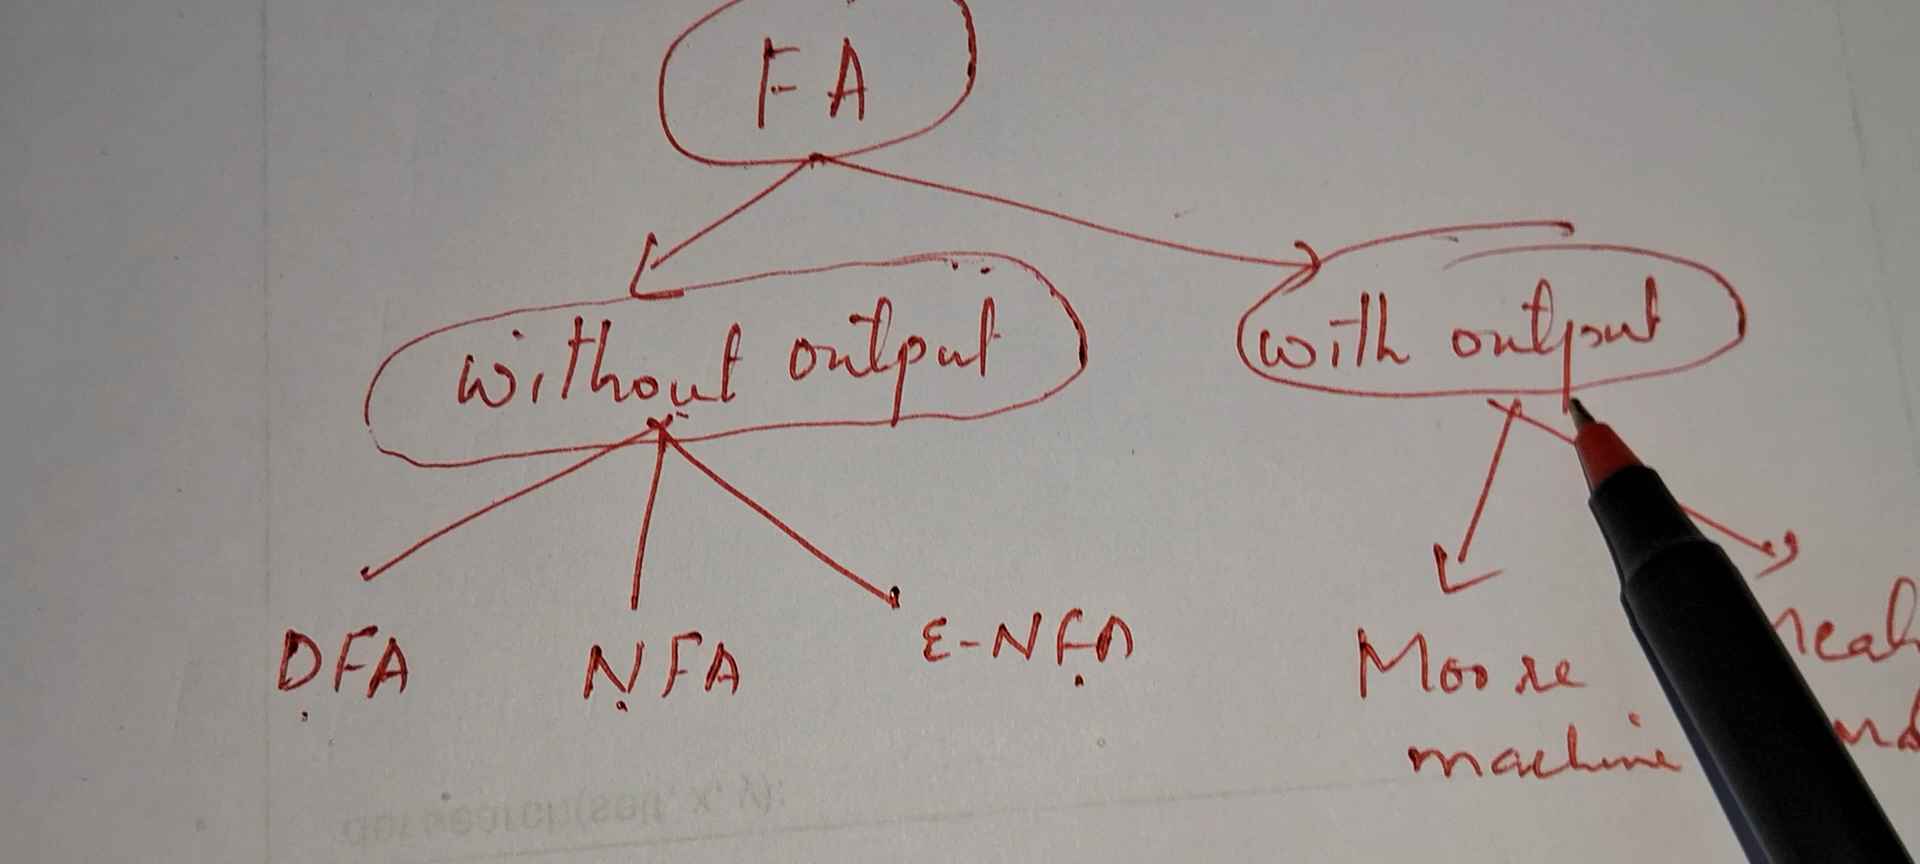 FA
without output
with output
DFA
NFA
ε-NFA
Moore
machine